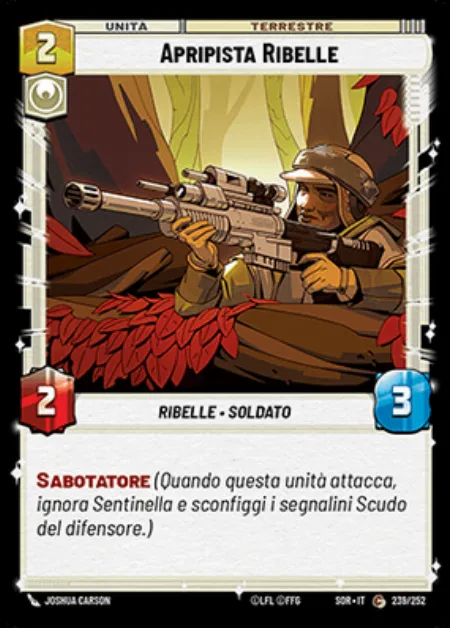 UNITA
TERRESTRE
2
APRIPISTA RIBELLE
2
3
RIBELLE • SOLDATO
SABOTATORE (Quando questa unità attacca,
ignora Sentinella e sconfiggi i segnalini Scudo
del difensore.)
JOSHUA CARSON
©LFL ©FFG
SOR • IT
C
239/252